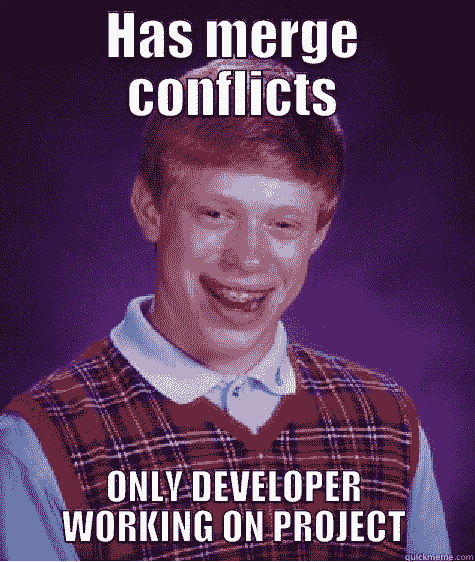 Has merge
conflicts
ONLY DEVELOPER
WORKING ON PROJECT
quickmeme.com